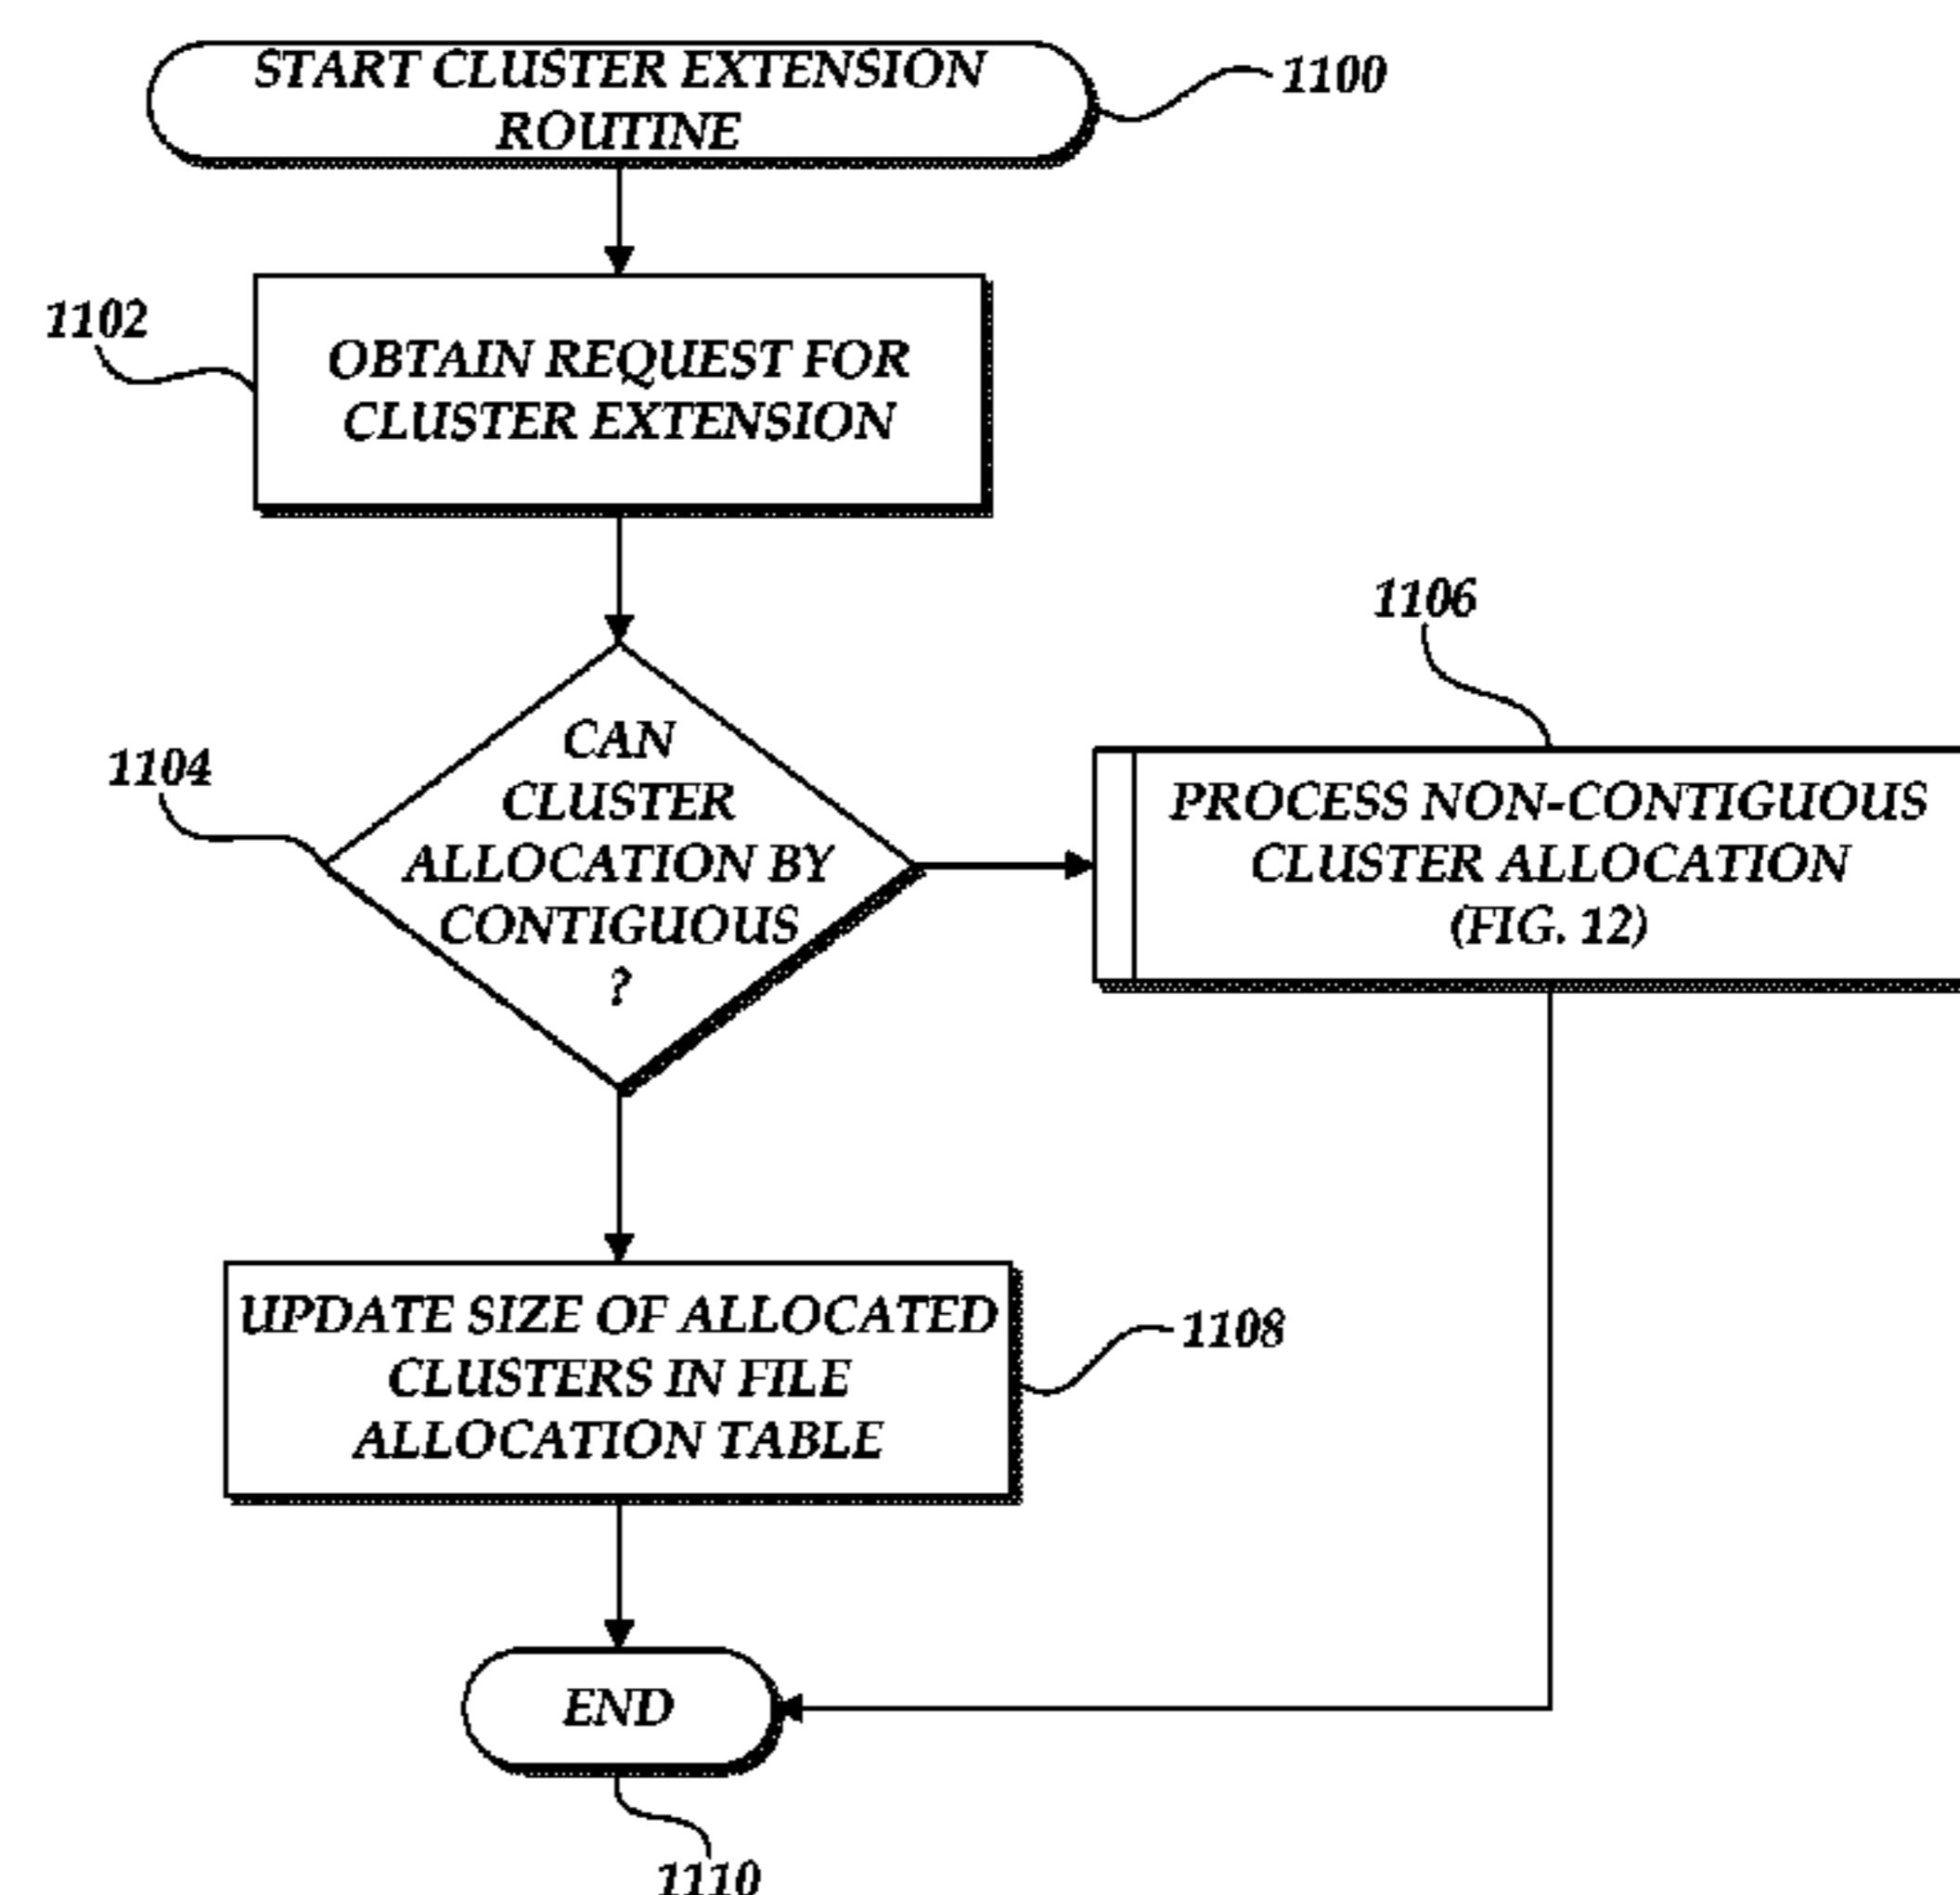 START CLUSTER EXTENSION
ROUTINE
1100
1102
OBTAIN REQUEST FOR
CLUSTER EXTENSION
1104
CAN
CLUSTER
ALLOCATION BY
CONTIGUOUS
?
1106
PROCESS NON-CONTIGUOUS
CLUSTER ALLOCATION
(FIG. 12)
UPDATE SIZE OF ALLOCATED
CLUSTERS IN FILE
ALLOCATION TABLE
1108
END
1110